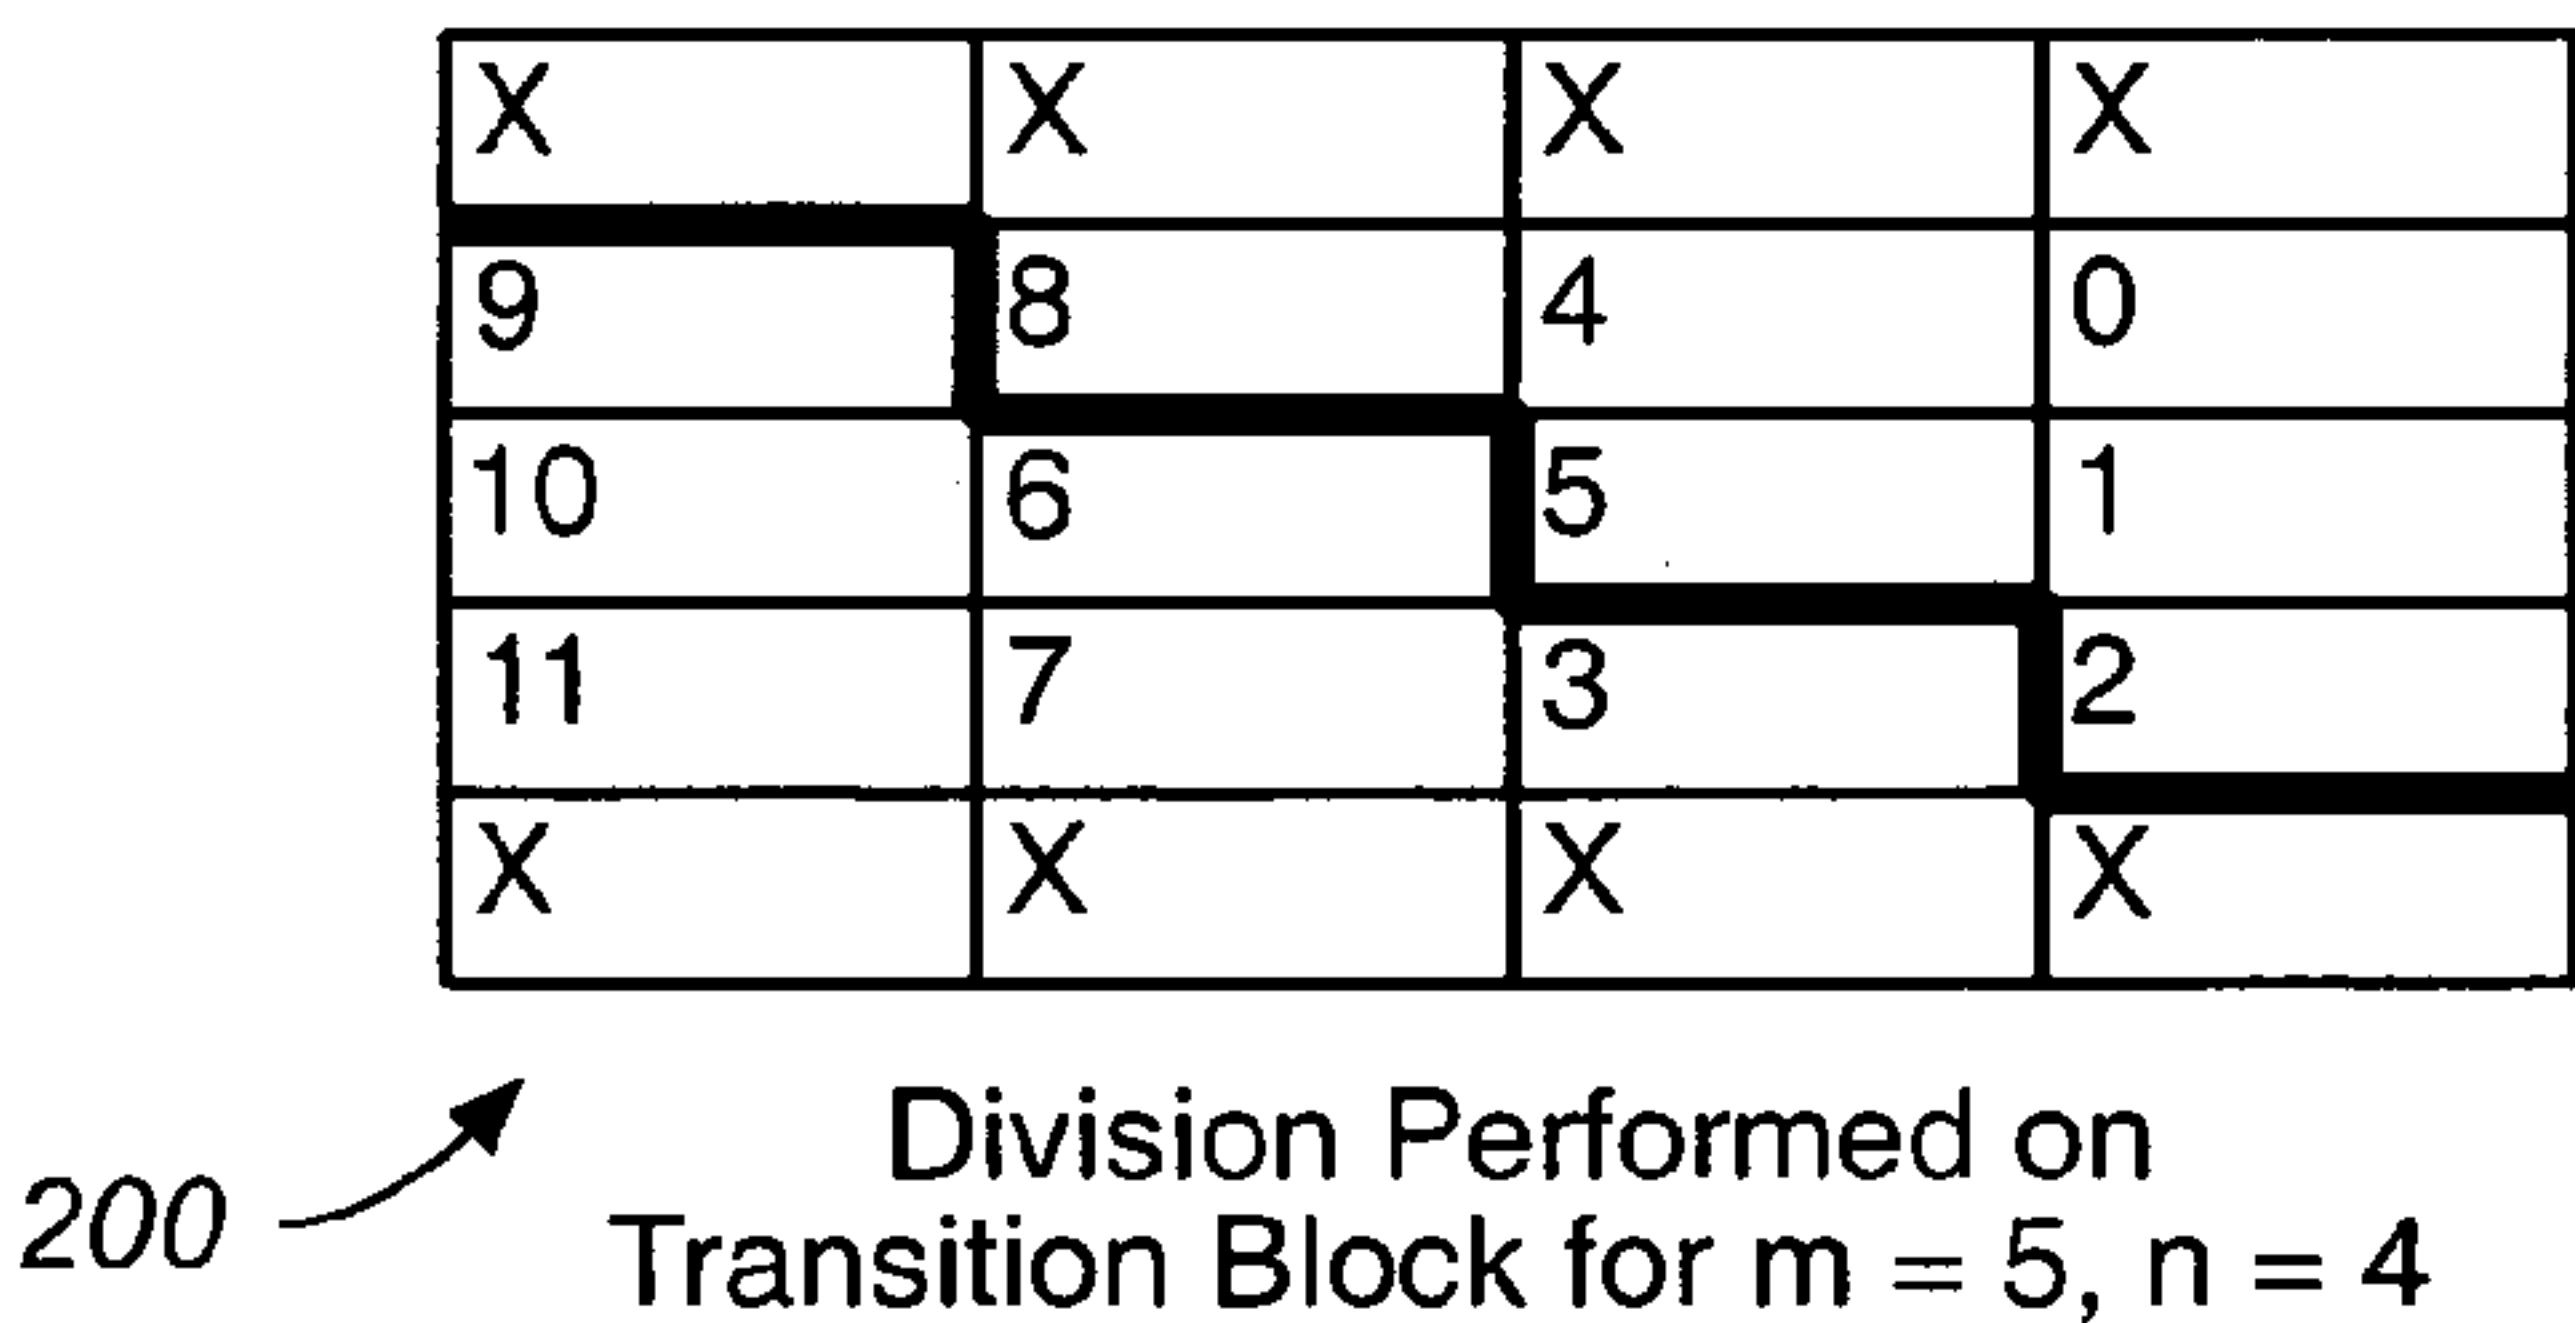 X X X X
9 8 4 0
10 6 5 1
11 7 3 2
X X X X
200
Division Performed on
Transition Block for m = 5, n = 4